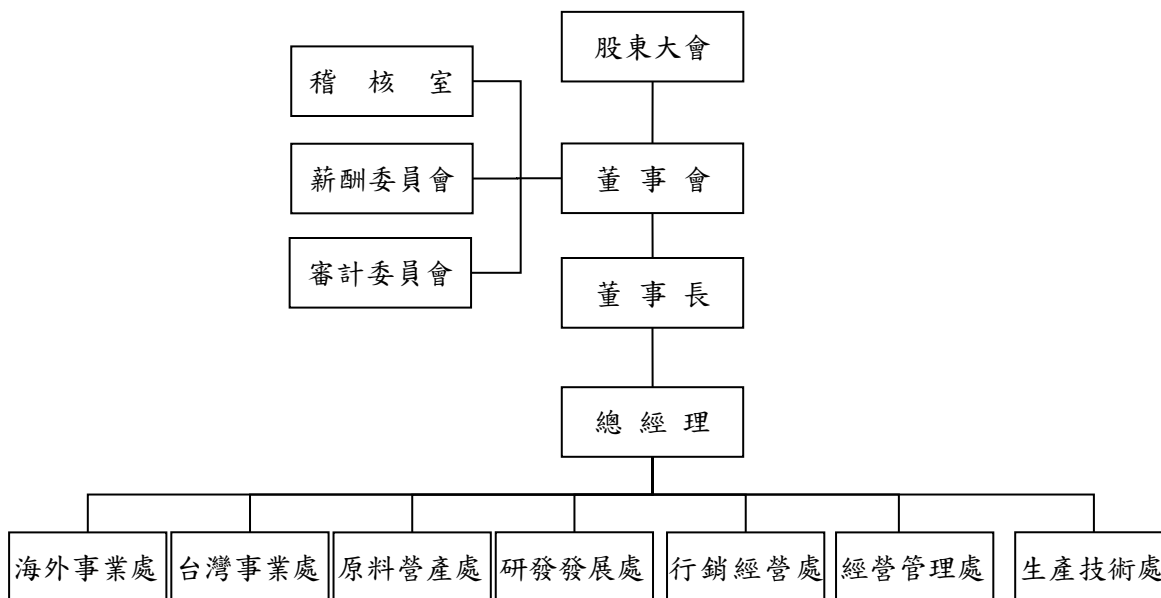 股東大會
稽核室
薪酬委員會
董事會
審計委員會
董事長
總經理
海外事業處
台灣事業處
原料營產處
研發發展處
行銷經營處
經營管理處
生產技術處